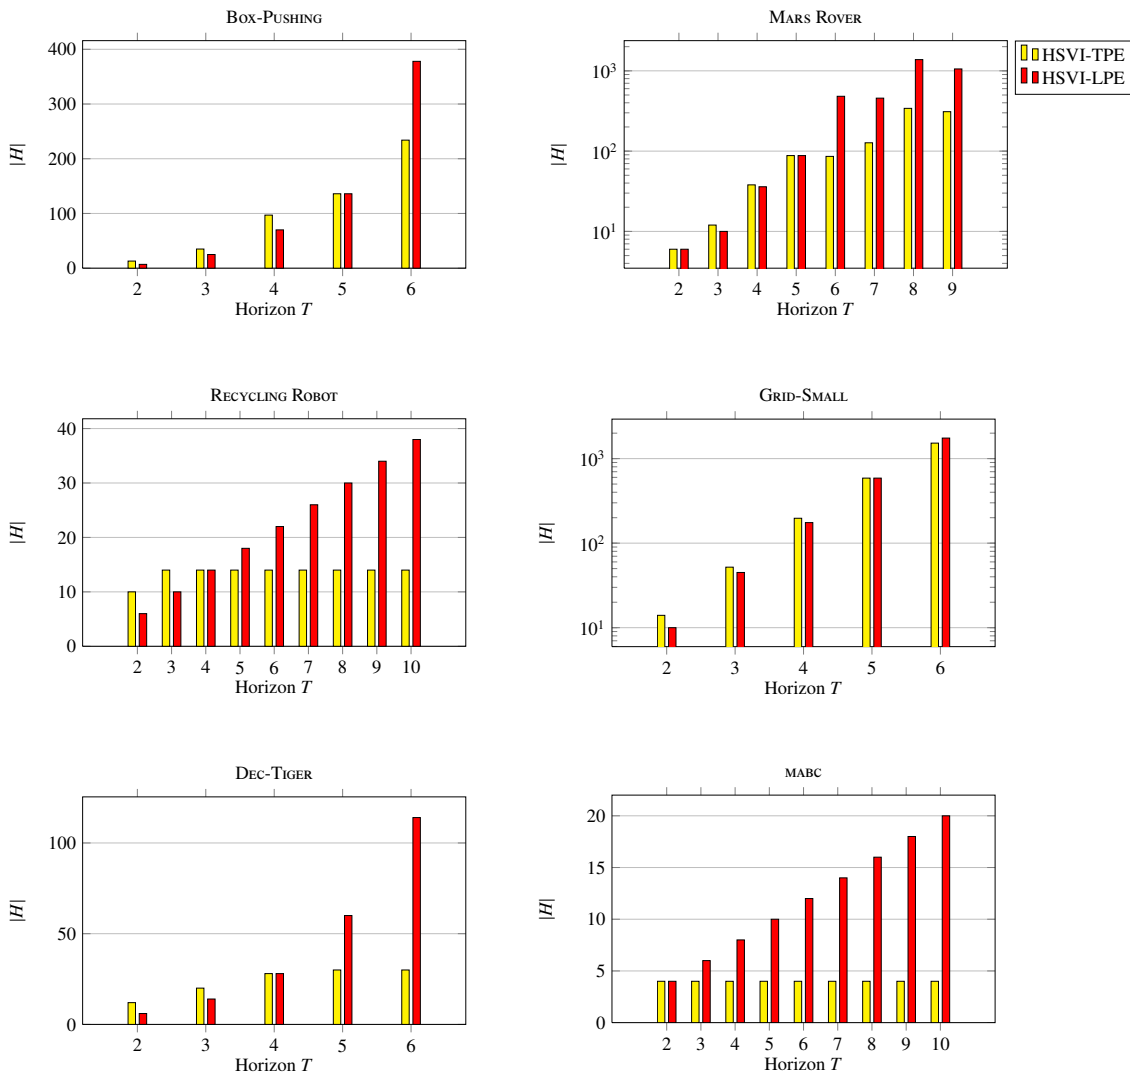 Box-Pushing
400
300
200
100
0
|H|
2 3 4 5 6
Horizon T
Mars Rover
10³
10²
10¹
|H|
2 3 4 5 6 7 8 9
Horizon T
HSVI-TPE
HSVI-LPE
Recycling Robot
40
30
20
10
0
|H|
2 3 4 5 6 7 8 9 10
Horizon T
Grid-Small
10³
10²
10¹
|H|
2 3 4 5 6
Horizon T
Dec-Tiger
100
50
0
|H|
2 3 4 5 6
Horizon T
mabc
20
15
10
5
0
|H|
2 3 4 5 6 7 8 9 10
Horizon T